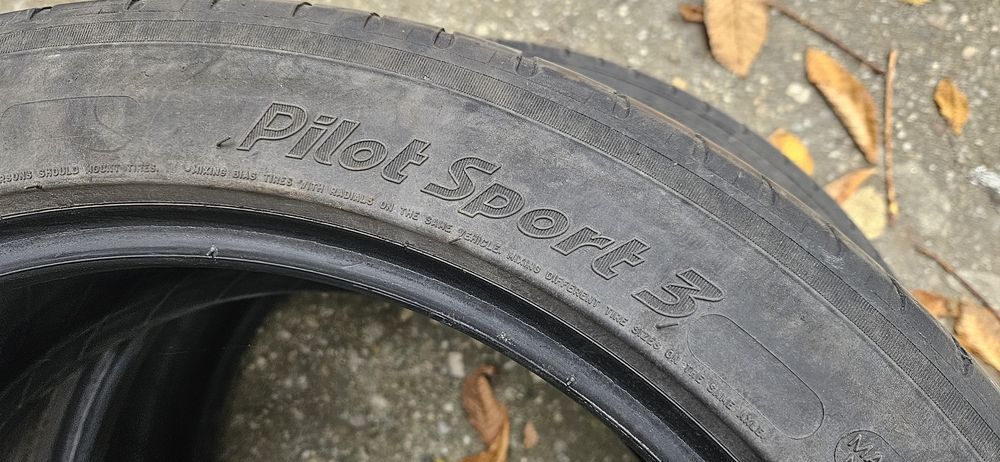 Pilot Sport 3
RSONS SHOULD MOUNT TIRES. MIXING BIAS TIRES WITH RADIALS ON THE SAME VEHICLE. MIXING DIFFERENT TIRE SIZES ON THE SAME AXLE.
MA